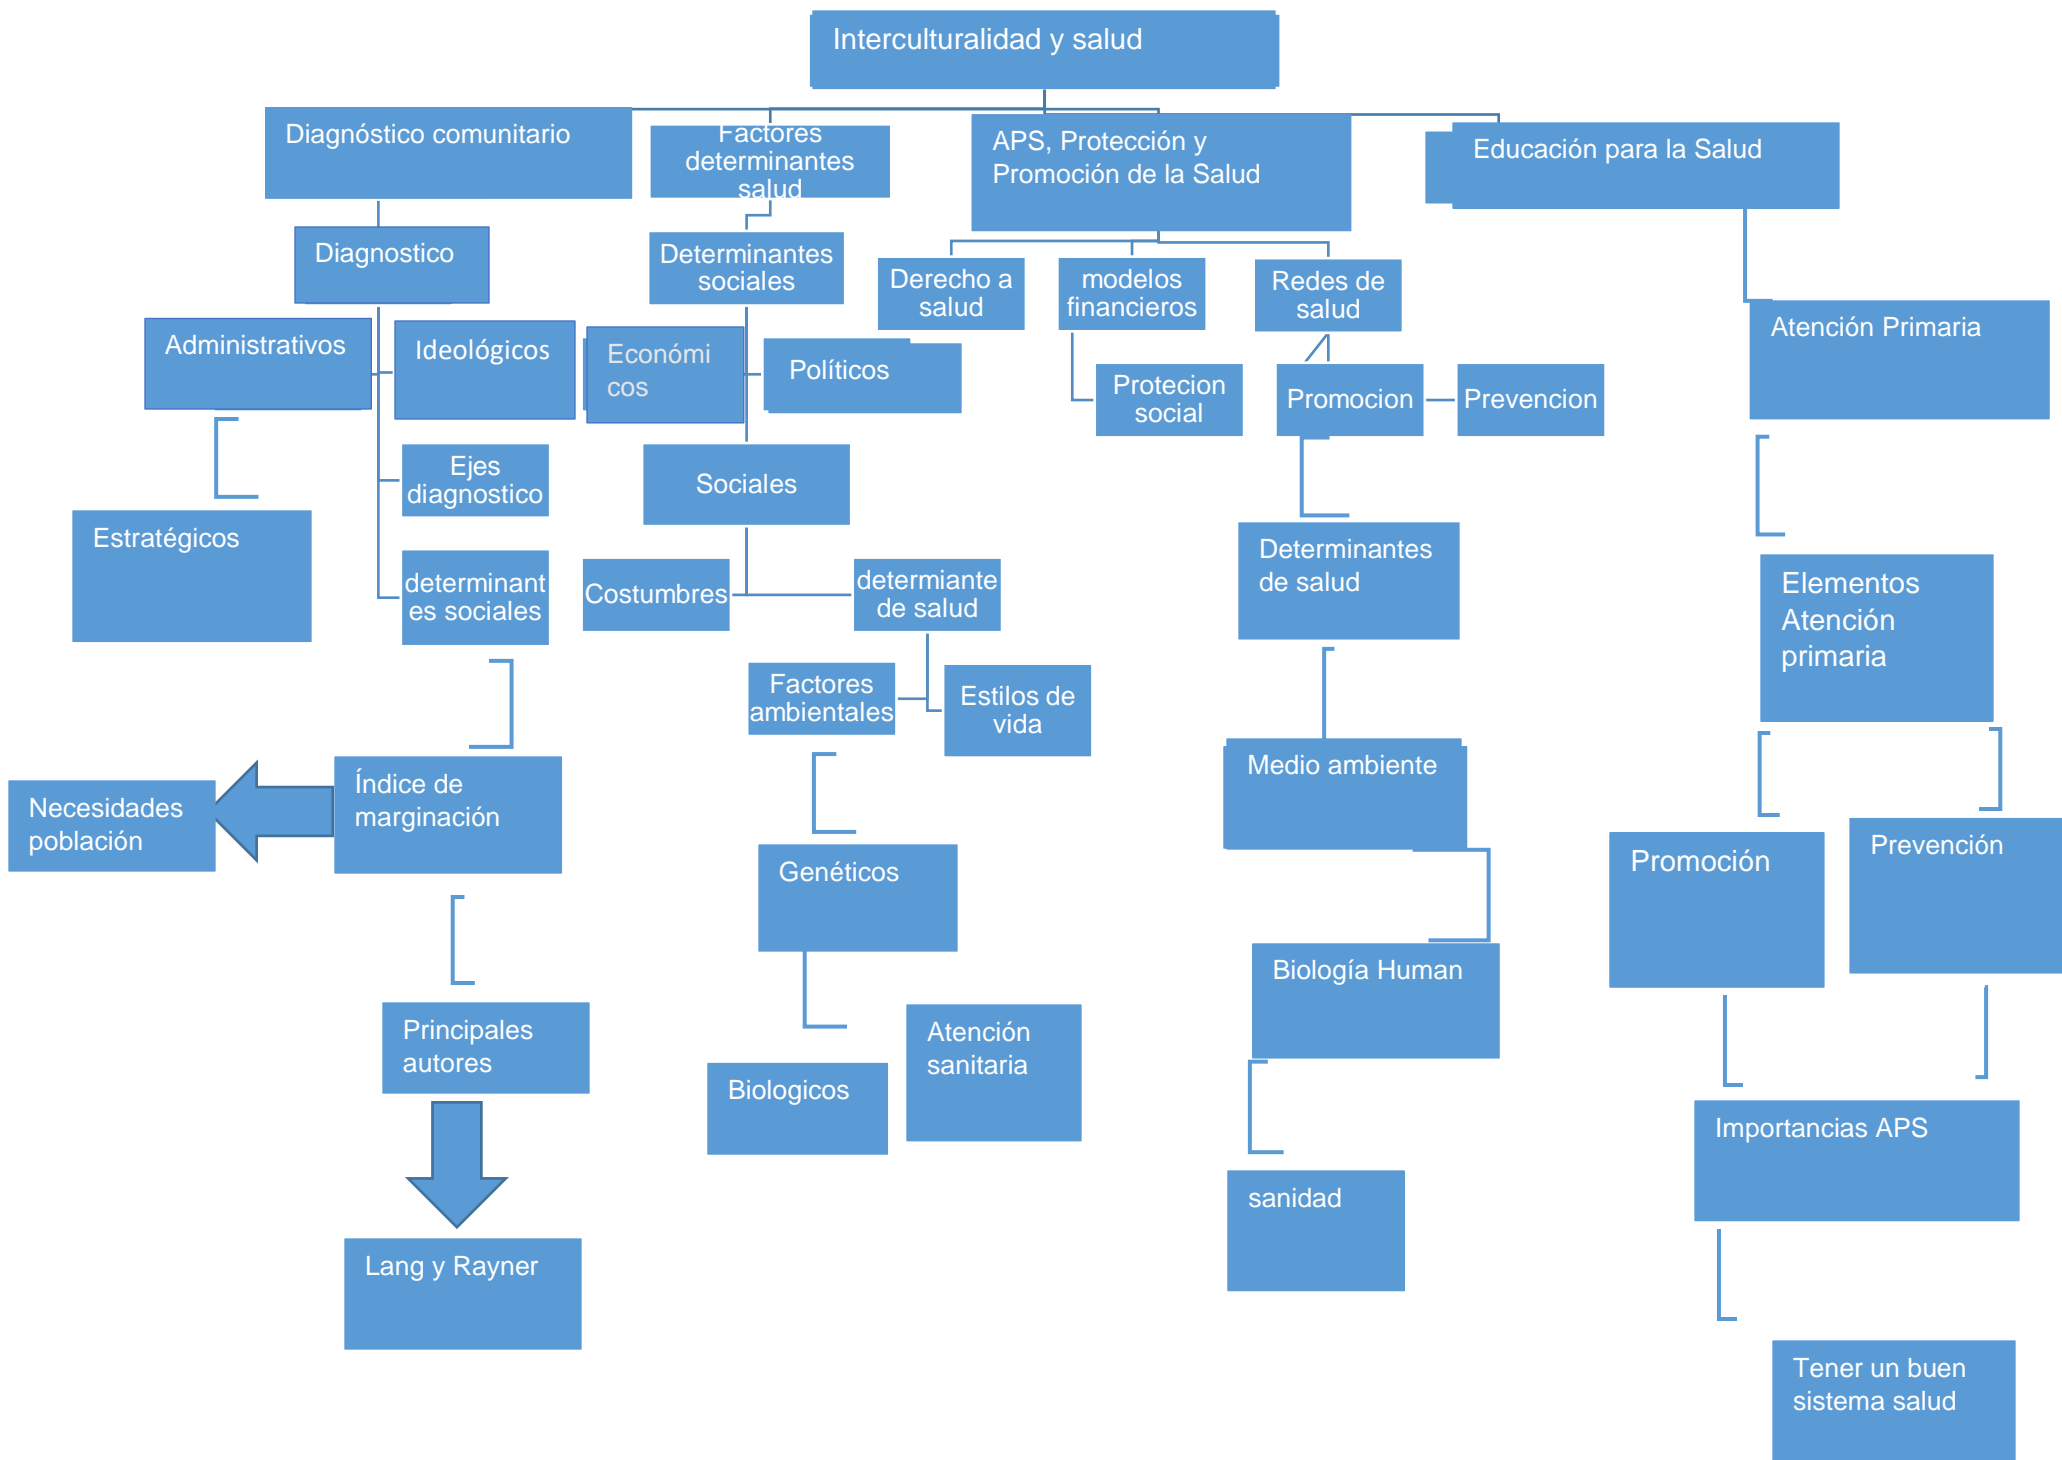 Interculturalidad y salud
Diagnóstico comunitario
Factores
determinantes
salud
APS, Protección y
Promoción de la Salud
Educación para la Salud
Diagnostico
Determinantes
sociales
Derecho a
salud
modelos
financieros
Redes de
salud
Administrativos
Ideológicos
Económi
cos
Políticos
Atención Primaria
Protecion
social
Promocion
Prevencion
Ejes
diagnostico
Sociales
Estratégicos
Determinantes
de salud
determinant
es sociales
Costumbres
determiante
de salud
Elementos
Atención
primaria
Factores
ambientales
Estilos de
vida
Necesidades
población
Índice de
marginación
Medio ambiente
Genéticos
Promoción
Prevención
Biología Human
Principales
autores
Biologicos
Atención
sanitaria
Importancias APS
sanidad
Lang y Rayner
Tener un buen
sistema salud